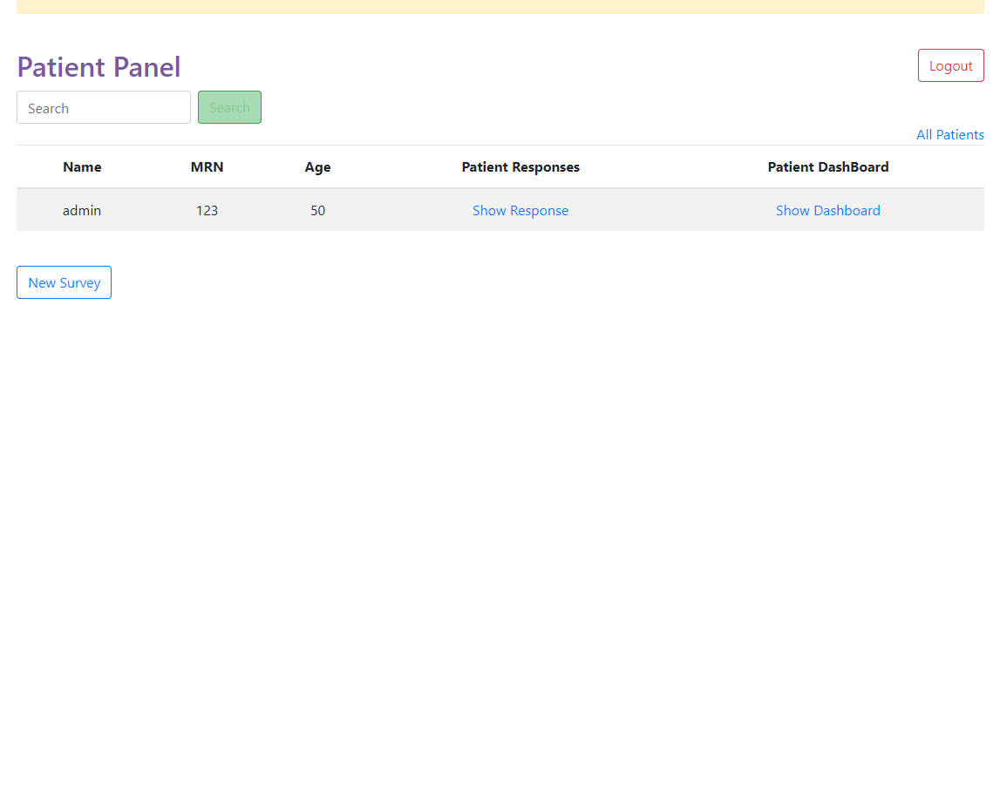 Patient Panel
Logout
Search Search
All Patients
Name MRN Age Patient Responses Patient DashBoard
admin 123 50 Show Response Show Dashboard
New Survey